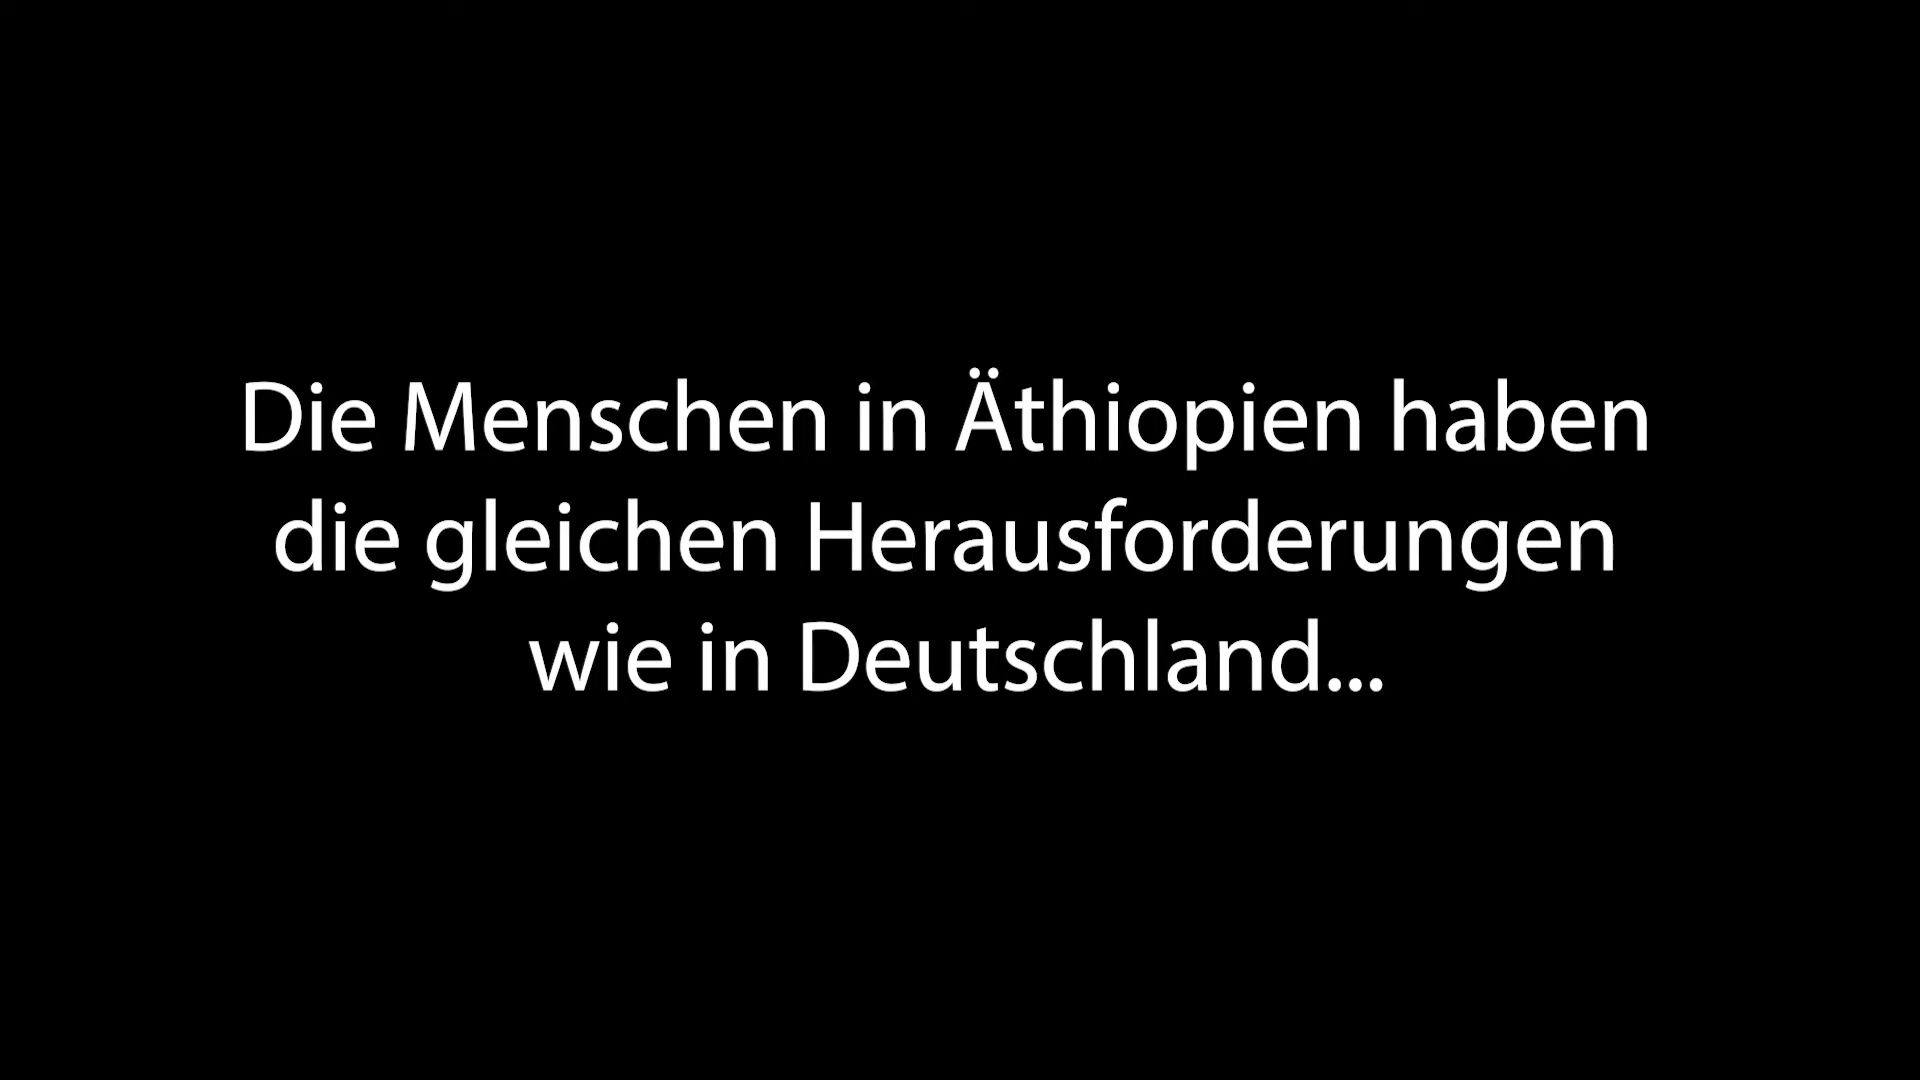 Die Menschen in Äthiopien haben
die gleichen Herausforderungen
wie in Deutschland...